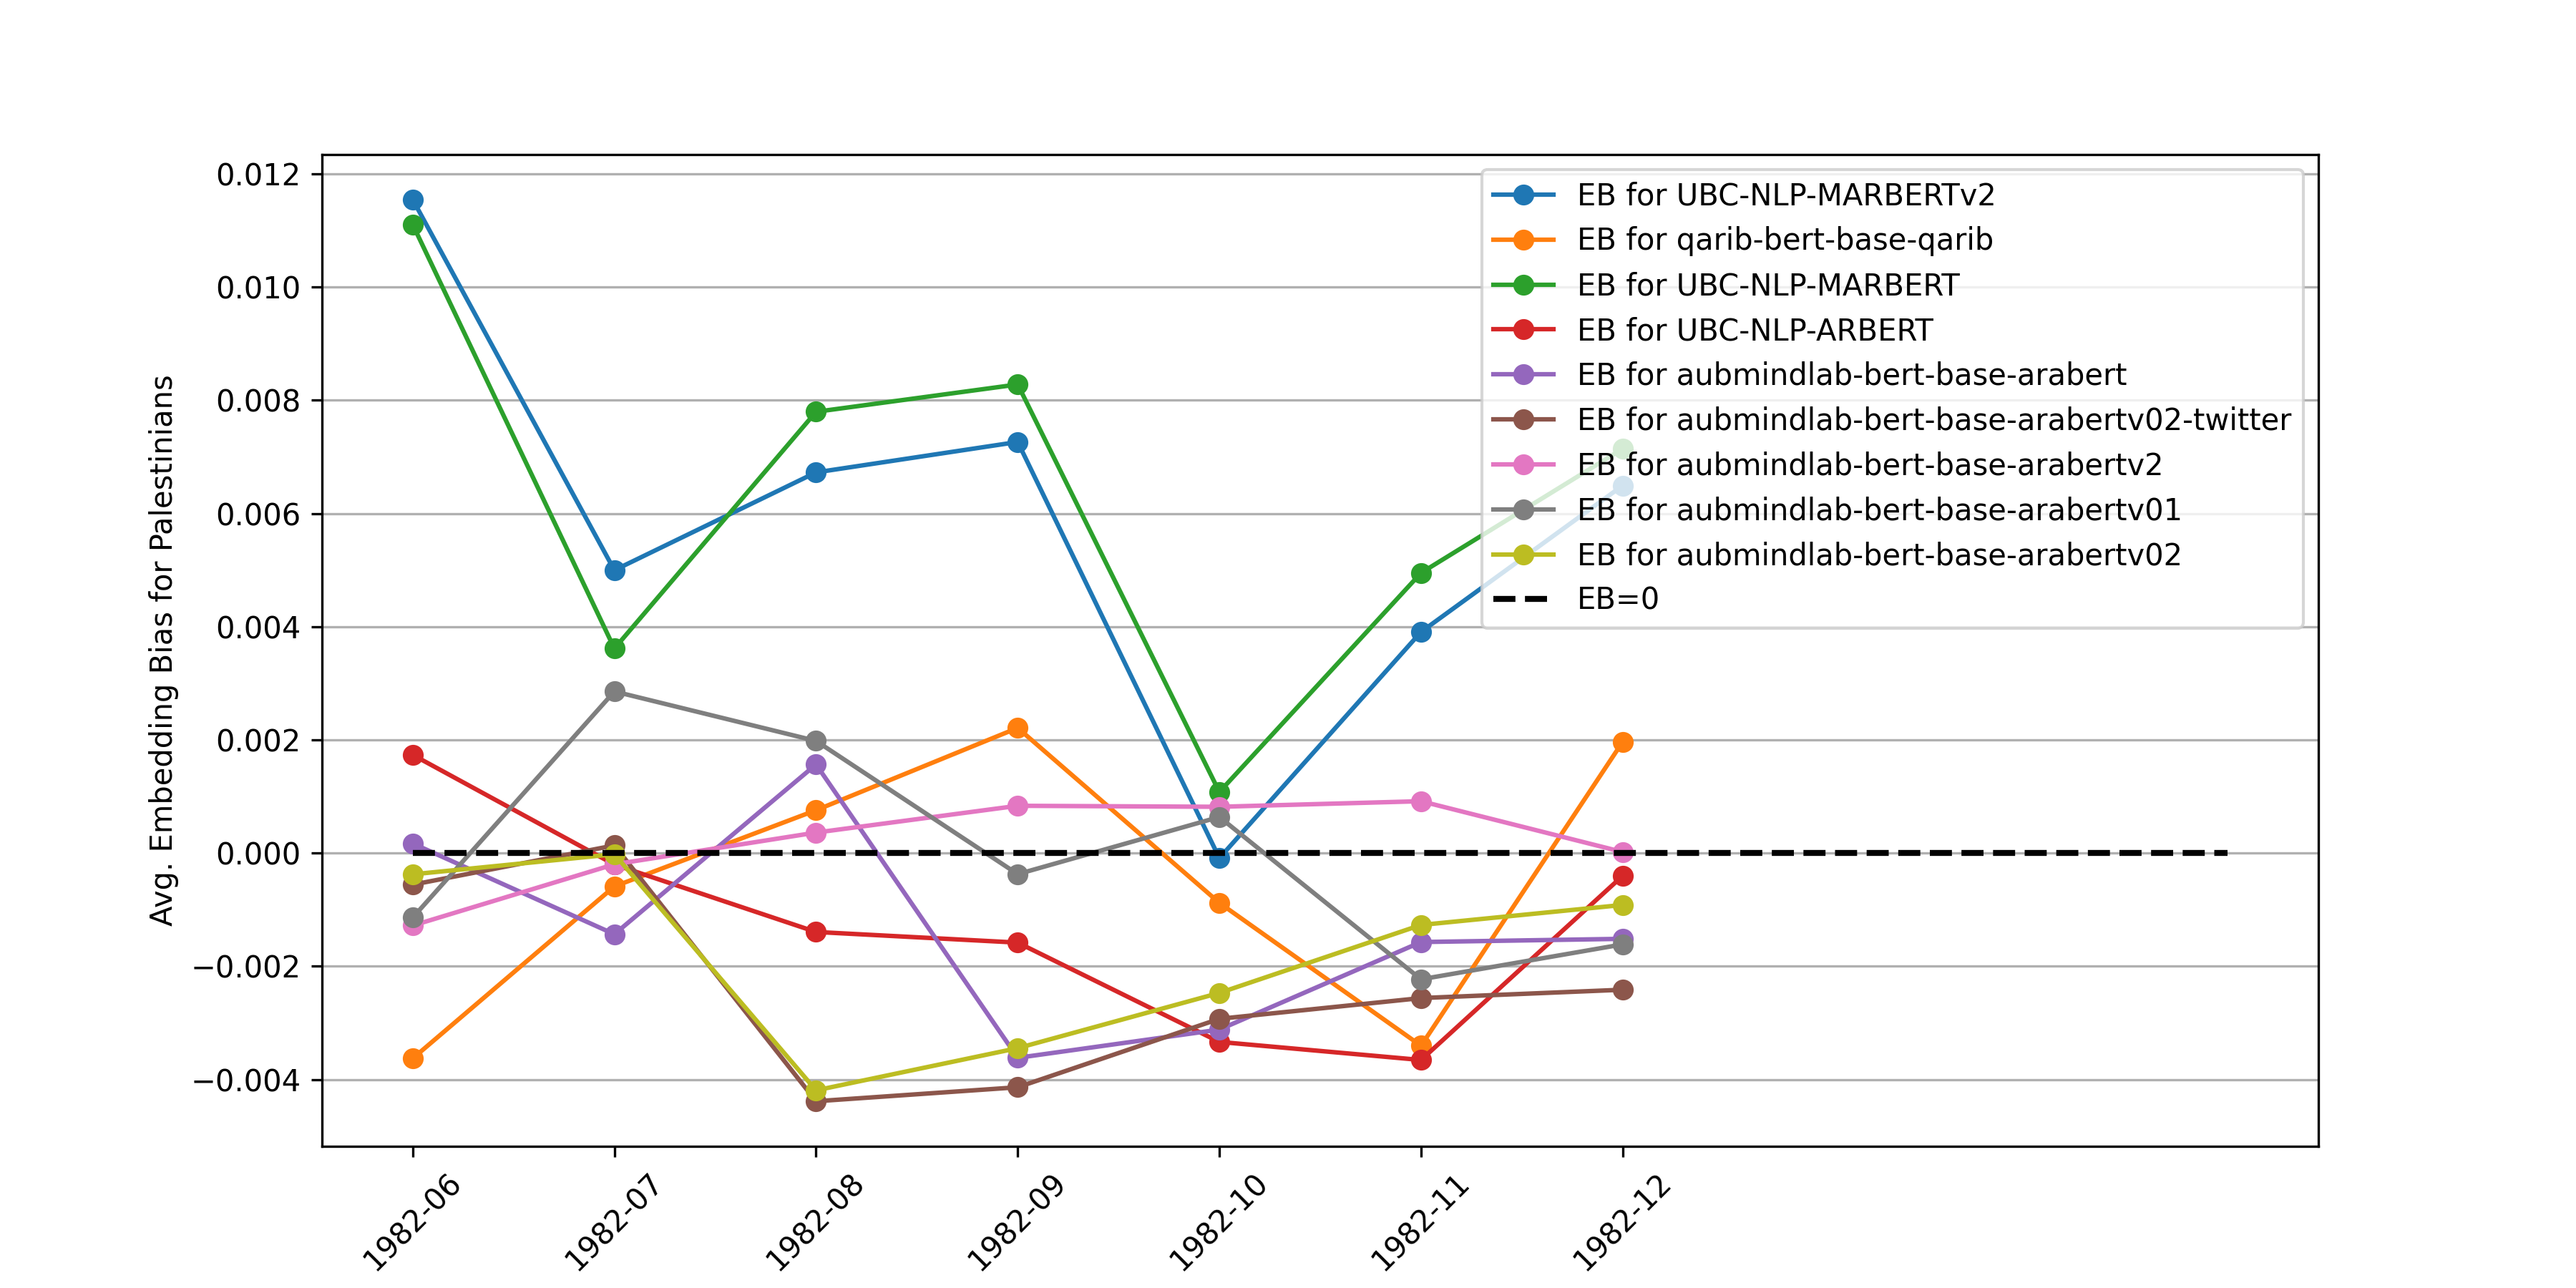 Avg. Embedding Bias for Palestinians
0.012
0.010
0.008
0.006
0.004
0.002
0.000
−0.002
−0.004
EB for UBC-NLP-MARBERTv2
EB for qarib-bert-base-qarib
EB for UBC-NLP-MARBERT
EB for UBC-NLP-ARBERT
EB for aubmindlab-bert-base-arabert
EB for aubmindlab-bert-base-arabertv02-twitter
EB for aubmindlab-bert-base-arabertv2
EB for aubmindlab-bert-base-arabertv01
EB for aubmindlab-bert-base-arabertv02
EB=0
1982-06
1982-07
1982-08
1982-09
1982-10
1982-11
1982-12